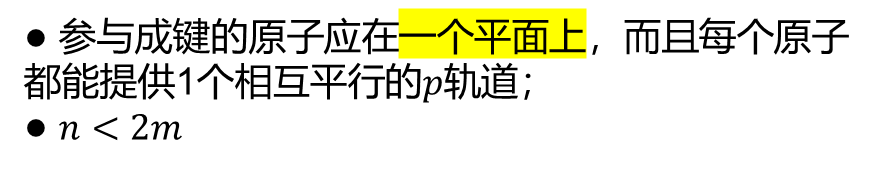 ● 参与成键的原子应在一个平面上，而且每个原子
都能提供1个相互平行的p轨道；
● n < 2m